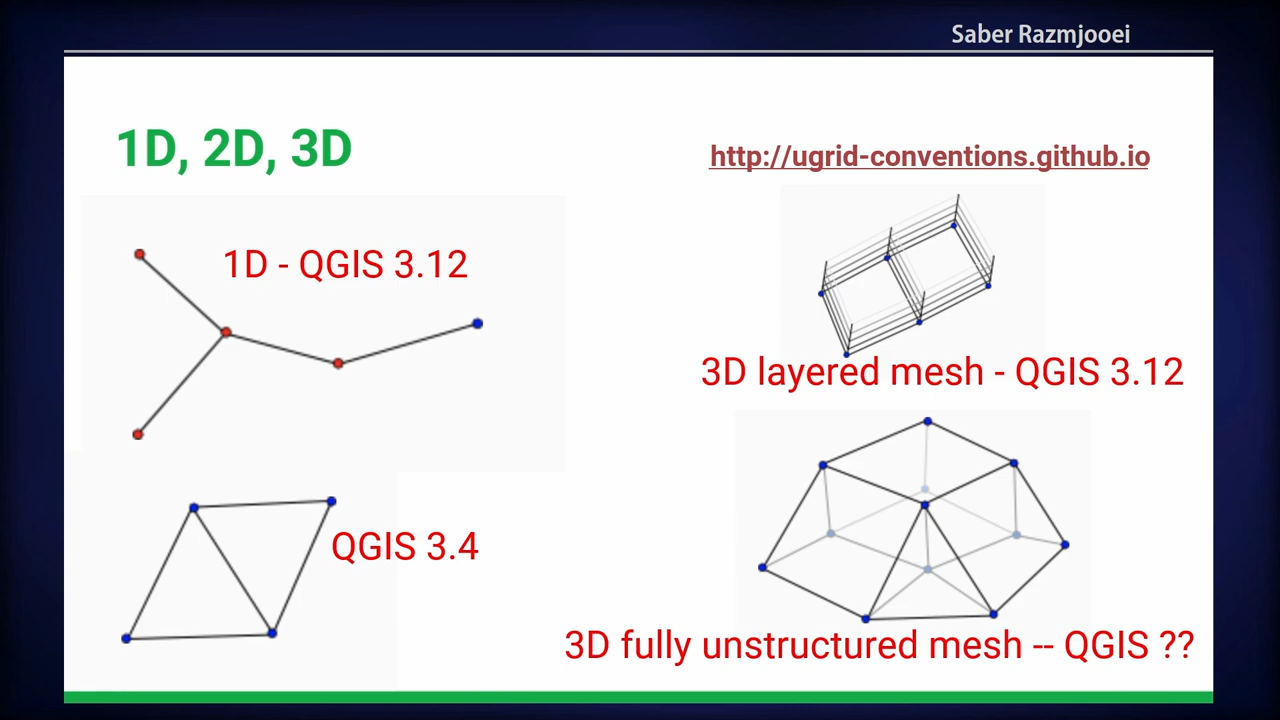 Saber Razmjooei
1D, 2D, 3D
http://ugrid-conventions.github.io
1D - QGIS 3.12
3D layered mesh - QGIS 3.12
QGIS 3.4
3D fully unstructured mesh -- QGIS ??